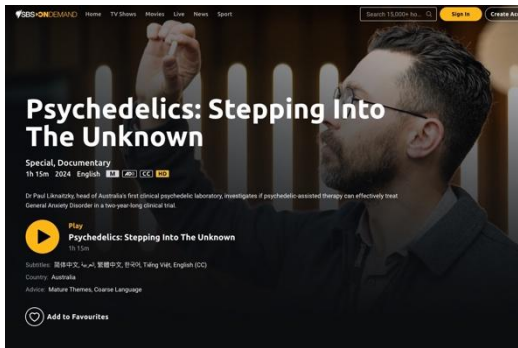 SBS ON DEMAND Home TV Shows Movies Live News Sport Search 15,000+ ho... Sign In Create Acc
Psychedelics: Stepping Into
The Unknown
Special, Documentary
1h 15m 2024 English M AD CC HD
Dr Paul Liknaitzky, head of Australia's first clinical psychedelic laboratory, investigates if psychedelic-assisted therapy can effectively treat
General Anxiety Disorder in a two-year-long clinical trial.
Play
Psychedelics: Stepping Into The Unknown
1h 15m
Subtitles: 简体中文, العربية, 繁體中文, 한국어, Tiếng Việt, English (CC)
Country: Australia
Advice: Mature Themes, Coarse Language
Add to Favourites